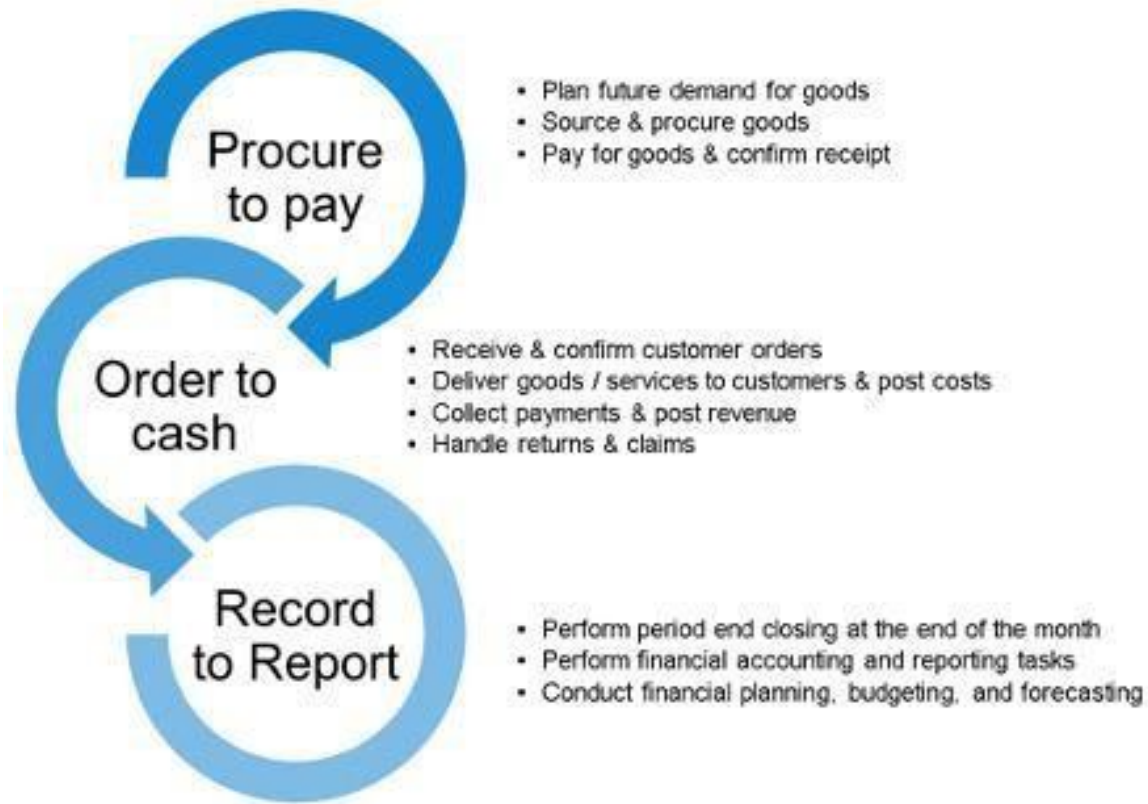 Procure
to pay
• Plan future demand for goods
• Source & procure goods
• Pay for goods & confirm receipt
Order to
cash
• Receive & confirm customer orders
• Deliver goods / services to customers & post costs
• Collect payments & post revenue
• Handle returns & claims
Record
to Report
• Perform period end closing at the end of the month
• Perform financial accounting and reporting tasks
• Conduct financial planning, budgeting, and forecasting